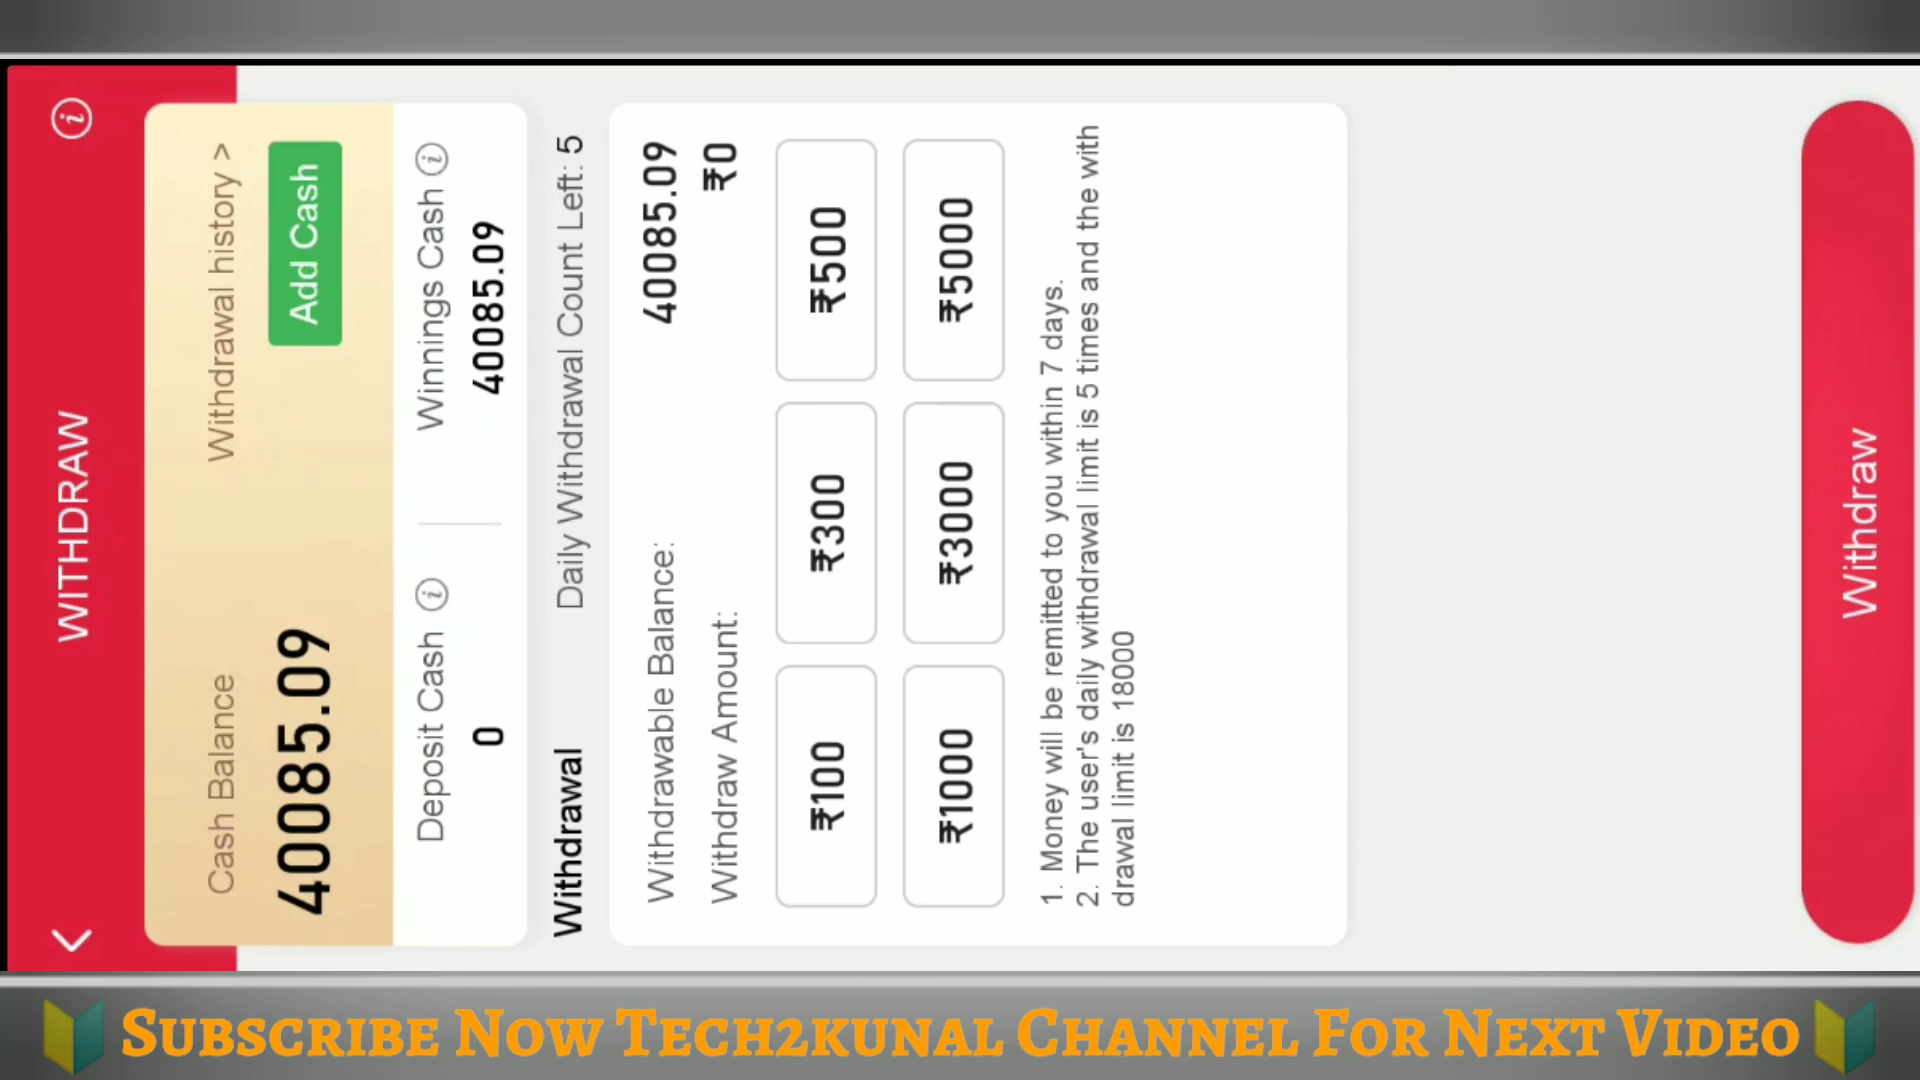 WITHDRAW
Cash Balance
Withdrawal history >
40085.09
Add Cash
Deposit Cash
Winnings Cash
0
40085.09
Withdrawal
Daily Withdrawal Count Left: 5
Withdrawable Balance:
40085.09
Withdraw Amount:
₹0
₹100
₹300
₹500
₹1000
₹3000
₹5000
1. Money will be remitted to you within 7 days.
2. The user's daily withdrawal limit is 5 times and the with
drawal limit is 18000
Withdraw
Subscribe Now Tech2kunal Channel For Next Video